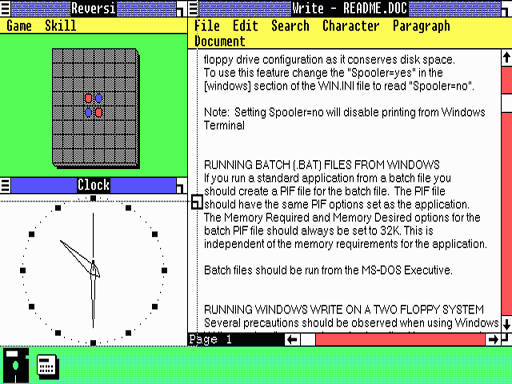 Reversi
Game Skill
Clock
Write - README.DOC
File Edit Search Character Paragraph
Document
floppy drive configuration as it conserves disk space.
To use this feature change the "Spooler=yes" in the
[windows] section of the WIN.INI file to read "Spooler=no".
Note: Setting Spooler=no will disable printing from Windows
Terminal
RUNNING BATCH (.BAT) FILES FROM WINDOWS
If you run a standard application from a batch file you
should create a PIF file for the batch file. The PIF file
should have the same PIF options set as the application.
The Memory Required and Memory Desired options for the
batch PIF file should always be set to 32K. This is
independent of the memory requirements for the application.
Batch files should be run from the MS-DOS Executive.
RUNNING WINDOWS WRITE ON A TWO FLOPPY SYSTEM
Several precautions should be observed when using Windows
Page 1